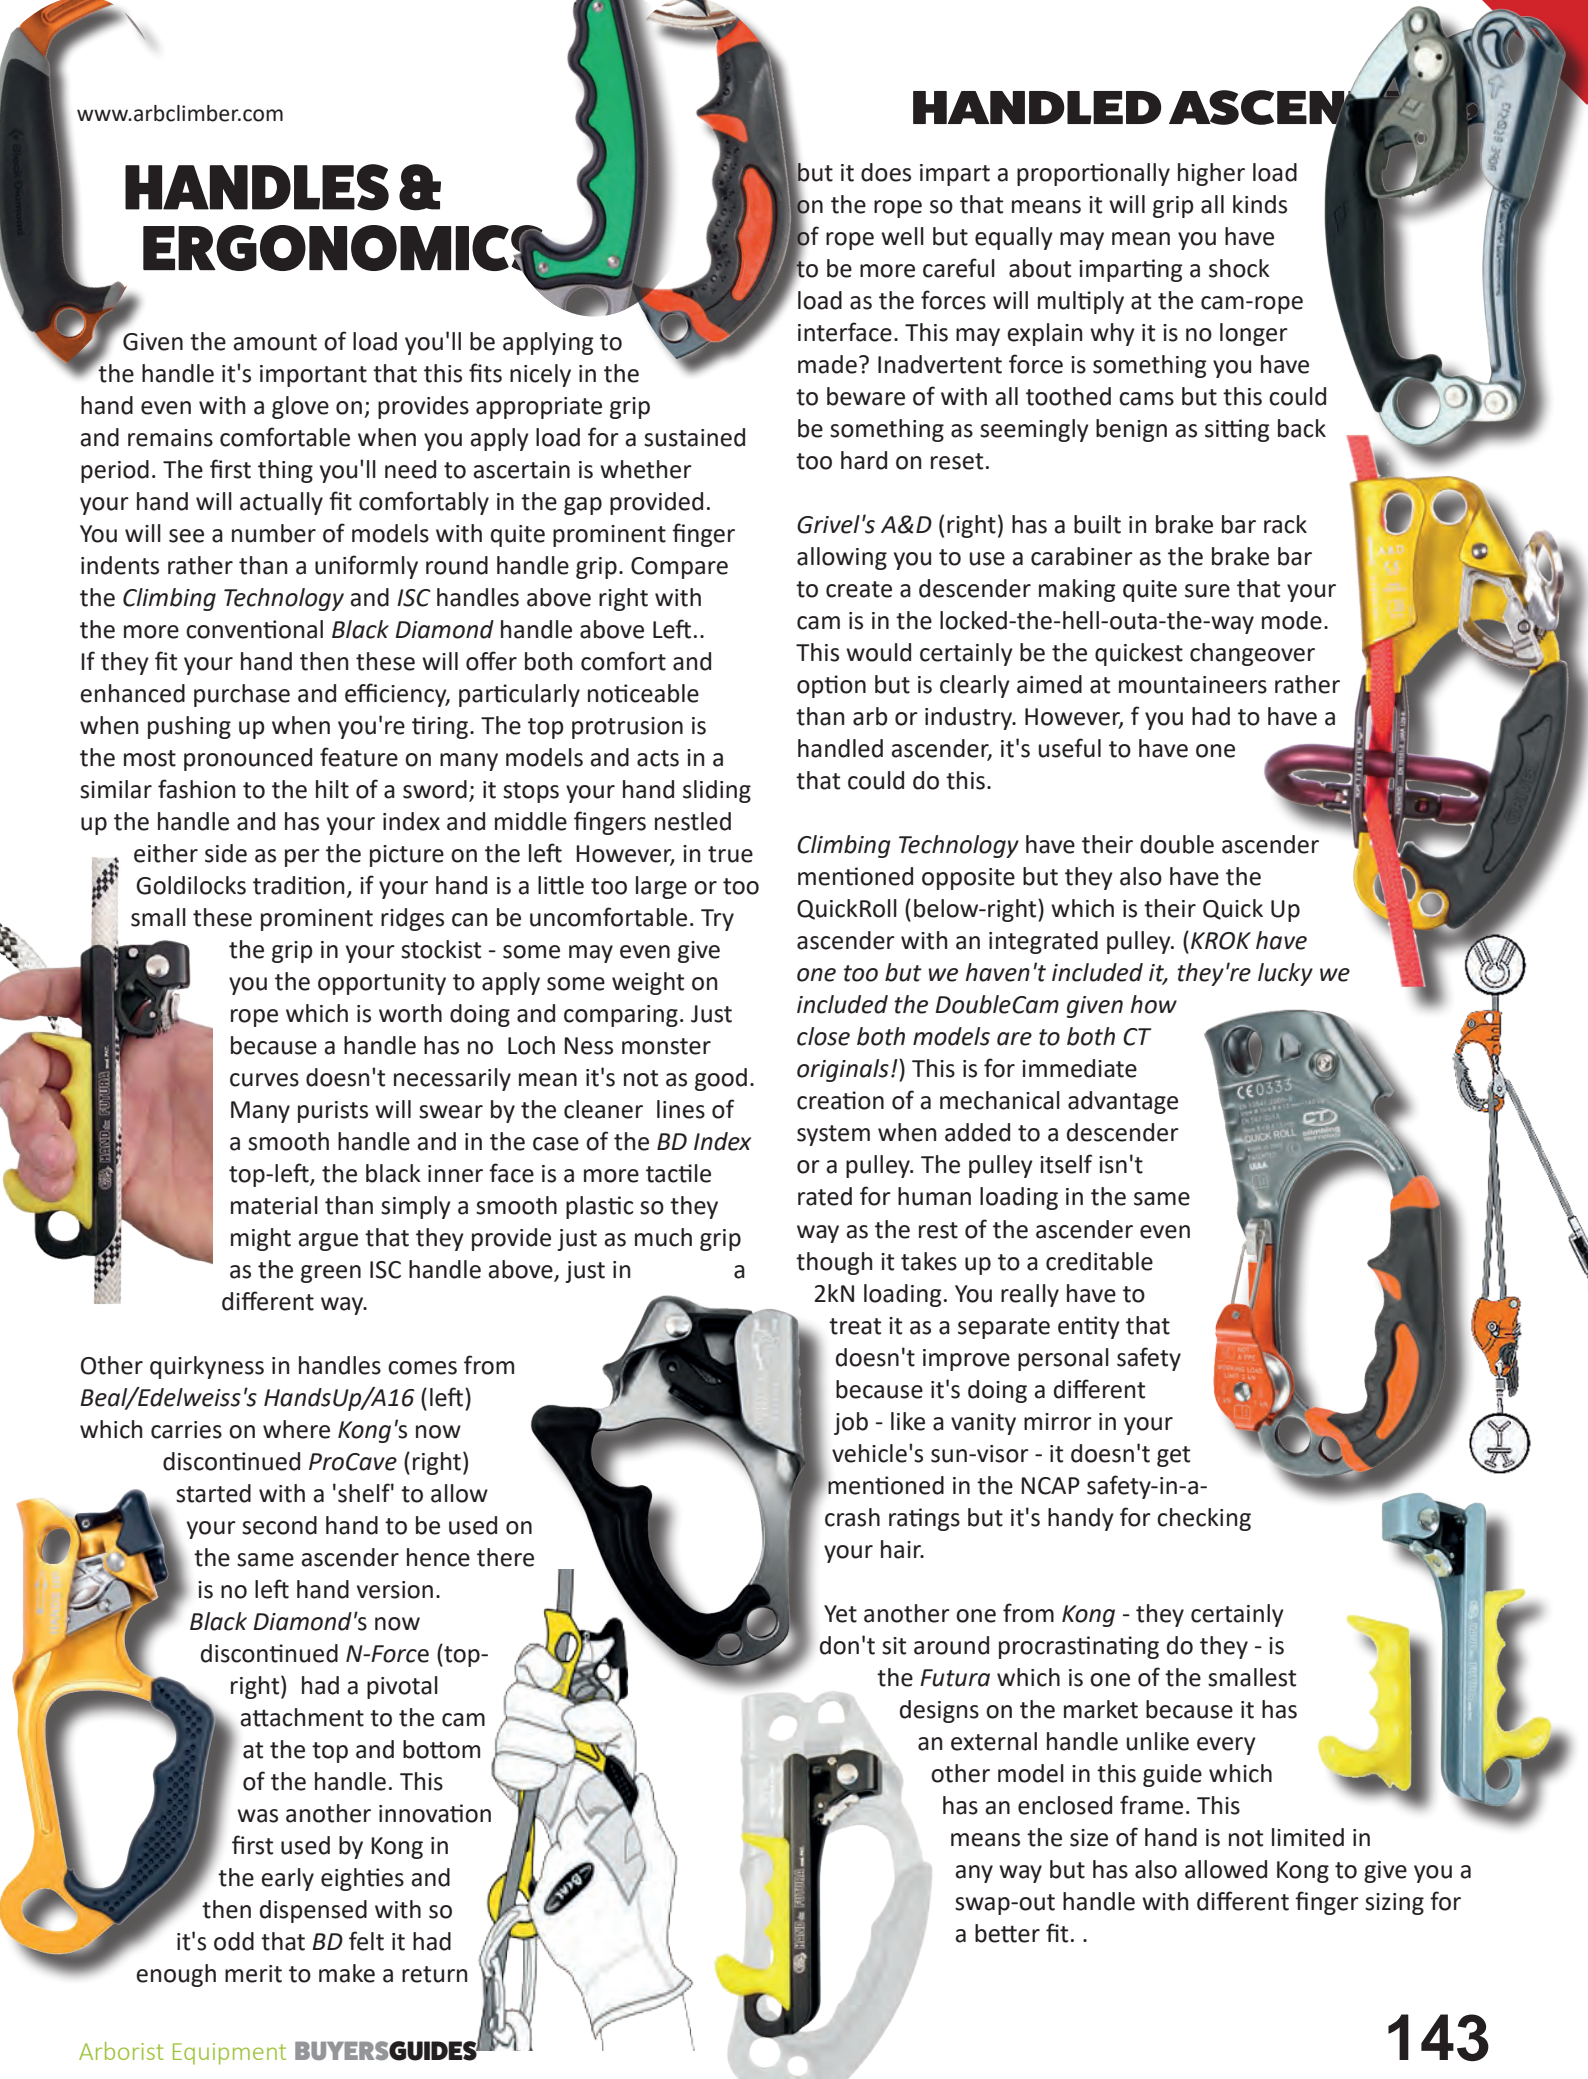 www.arbclimber.com
HANDLED ASCEN
HANDLES &
ERGONOMICS
Given the amount of load you'll be applying to
the handle it's important that this fits nicely in the
hand even with a glove on; provides appropriate grip
and remains comfortable when you apply load for a sustained
period. The first thing you'll need to ascertain is whether
your hand will actually fit comfortably in the gap provided.
You will see a number of models with quite prominent finger
indents rather than a uniformly round handle grip. Compare
the Climbing Technology and ISC handles above right with
the more conventional Black Diamond handle above Left..
If they fit your hand then these will offer both comfort and
enhanced purchase and efficiency, particularly noticeable
when pushing up when you're tiring. The top protrusion is
the most pronounced feature on many models and acts in a
similar fashion to the hilt of a sword; it stops your hand sliding
up the handle and has your index and middle fingers nestled
either side as per the picture on the left However, in true
Goldilocks tradition, if your hand is a little too large or too
small these prominent ridges can be uncomfortable. Try
the grip in your stockist - some may even give
you the opportunity to apply some weight on
rope which is worth doing and comparing. Just
because a handle has no Loch Ness monster
curves doesn't necessarily mean it's not as good.
Many purists will swear by the cleaner lines of
a smooth handle and in the case of the BD Index
top-left, the black inner face is a more tactile
material than simply a smooth plastic so they
might argue that they provide just as much grip
as the green ISC handle above, just in a
different way.
Other quirkyness in handles comes from
Beal/Edelweiss's HandsUp/A16 (left)
which carries on where Kong's now
discontinued ProCave (right)
started with a 'shelf' to allow
your second hand to be used on
the same ascender hence there
is no left hand version.
Black Diamond's now
discontinued N-Force (top-
right) had a pivotal
attachment to the cam
at the top and bottom
of the handle. This
was another innovation
first used by Kong in
the early eighties and
then dispensed with so
it's odd that BD felt it had
enough merit to make a return
but it does impart a proportionally higher load
on the rope so that means it will grip all kinds
of rope well but equally may mean you have
to be more careful about imparting a shock
load as the forces will multiply at the cam-rope
interface. This may explain why it is no longer
made? Inadvertent force is something you have
to beware of with all toothed cams but this could
be something as seemingly benign as sitting back
too hard on reset.
Grivel's A&D (right) has a built in brake bar rack
allowing you to use a carabiner as the brake bar
to create a descender making quite sure that your
cam is in the locked-the-hell-outa-the-way mode.
This would certainly be the quickest changeover
option but is clearly aimed at mountaineers rather
than arb or industry. However, f you had to have a
handled ascender, it's useful to have one
that could do this.
Climbing Technology have their double ascender
mentioned opposite but they also have the
QuickRoll (below-right) which is their Quick Up
ascender with an integrated pulley. (KROK have
one too but we haven't included it, they're lucky we
included the DoubleCam given how
close both models are to both CT
originals!) This is for immediate
creation of a mechanical advantage
system when added to a descender
or a pulley. The pulley itself isn't
rated for human loading in the same
way as the rest of the ascender even
though it takes up to a creditable
2kN loading. You really have to
treat it as a separate entity that
doesn't improve personal safety
because it's doing a different
job - like a vanity mirror in your
vehicle's sun-visor - it doesn't get
mentioned in the NCAP safety-in-a-
crash ratings but it's handy for checking
your hair.
Yet another one from Kong - they certainly
don't sit around procrastinating do they - is
the Futura which is one of the smallest
designs on the market because it has
an external handle unlike every
other model in this guide which
has an enclosed frame. This
means the size of hand is not limited in
any way but has also allowed Kong to give you a
swap-out handle with different finger sizing for
a better fit. .
CE0333
QUICK ROLL
climbing
HAND FUTURA
HAND FUTURA
BEAL
Arborist Equipment BUYERSGUIDES
143